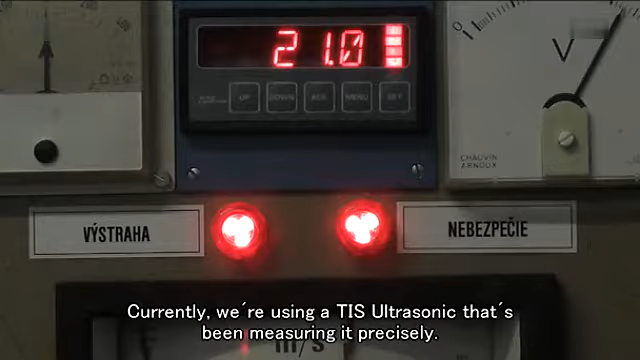 21.0
UP
DOWN
MENU
SET
V
CHAUVIN
ARNOUX
VÝSTRAHA
NEBEZPEČIE
Currently, we´re using a TIS Ultrasonic that´s
been measuring it precisely.
m/s